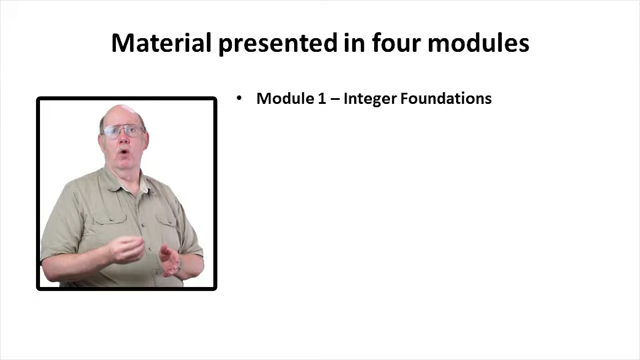 Material presented in four modules
• Module 1 – Integer Foundations